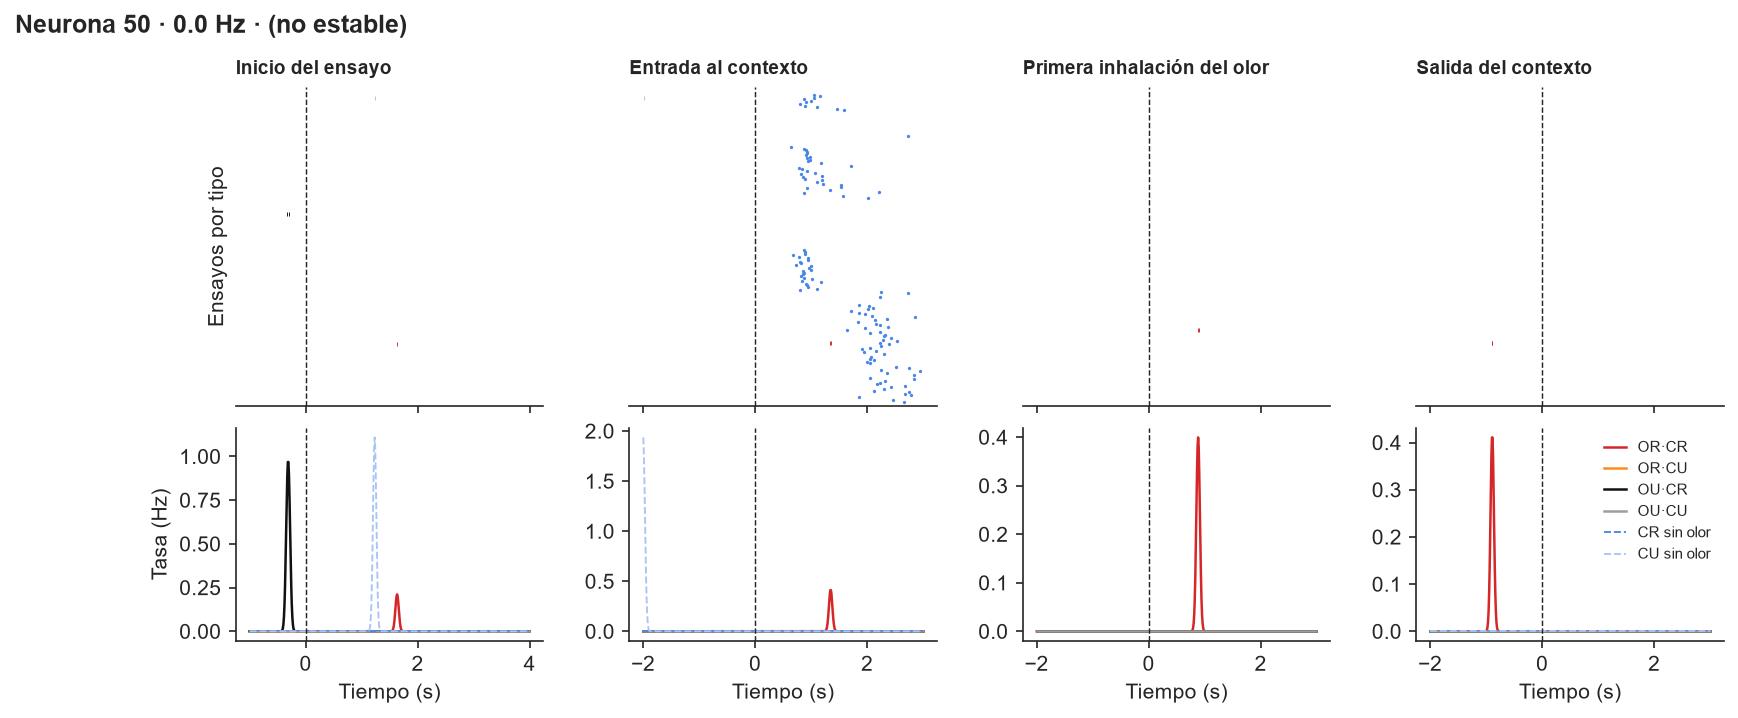 Neurona 50 · 0.0 Hz · (no estable)
Inicio del ensayo
Entrada al contexto
Primera inhalación del olor
Salida del contexto
Ensayos por tipo
Tasa (Hz)
1.00
0.75
0.50
0.25
0.00
0
2
4
Tiempo (s)
2.0
1.5
1.0
0.5
0.0
−2
0
2
Tiempo (s)
0.4
0.3
0.2
0.1
0.0
−2
0
2
Tiempo (s)
0.4
0.3
0.2
0.1
0.0
−2
0
2
Tiempo (s)
OR·CR
OR·CU
OU·CR
OU·CU
CR sin olor
CU sin olor